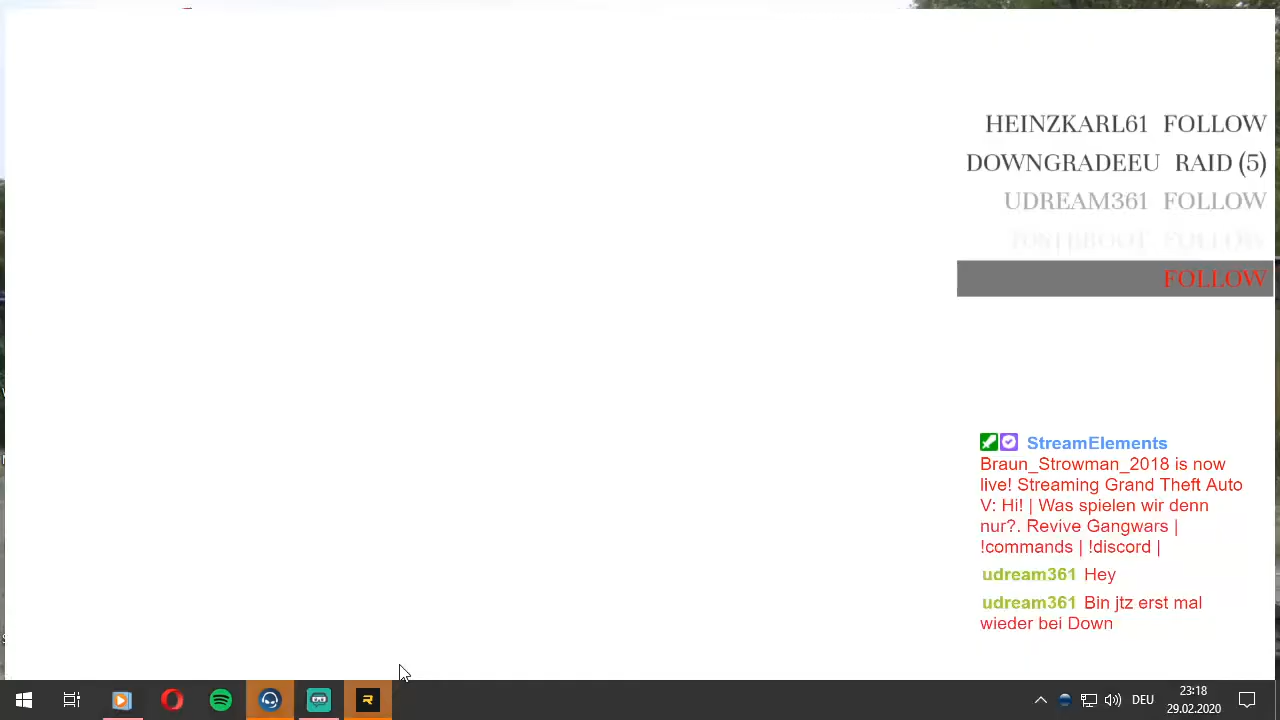 HEINZKARL61 FOLLOW
DOWNGRADEEU RAID (5)
UDREAM361 FOLLOW
FOLLOW
FOLLOW
StreamElements
Braun_Strowman_2018 is now
live! Streaming Grand Theft Auto
V: Hi! | Was spielen wir denn
nur?. Revive Gangwars |
!commands | !discord |
udream361 Hey
udream361 Bin jtz erst mal
wieder bei Down
DEU
23:18
29.02.2020